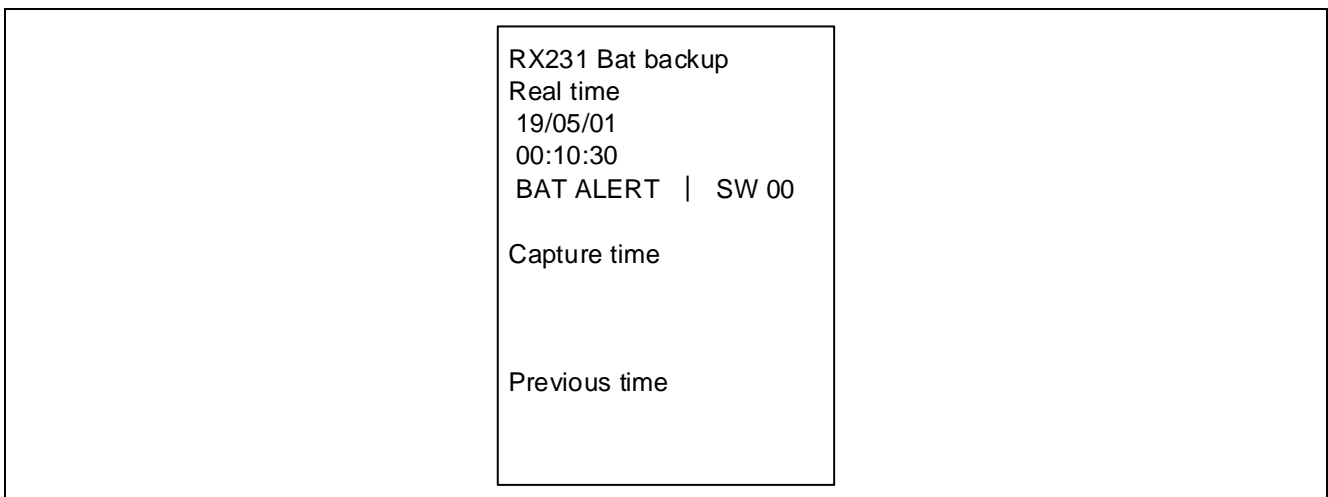 RX231 Bat backup
Real time
19/05/01
00:10:30
BAT ALERT | SW 00
Capture time
Previous time